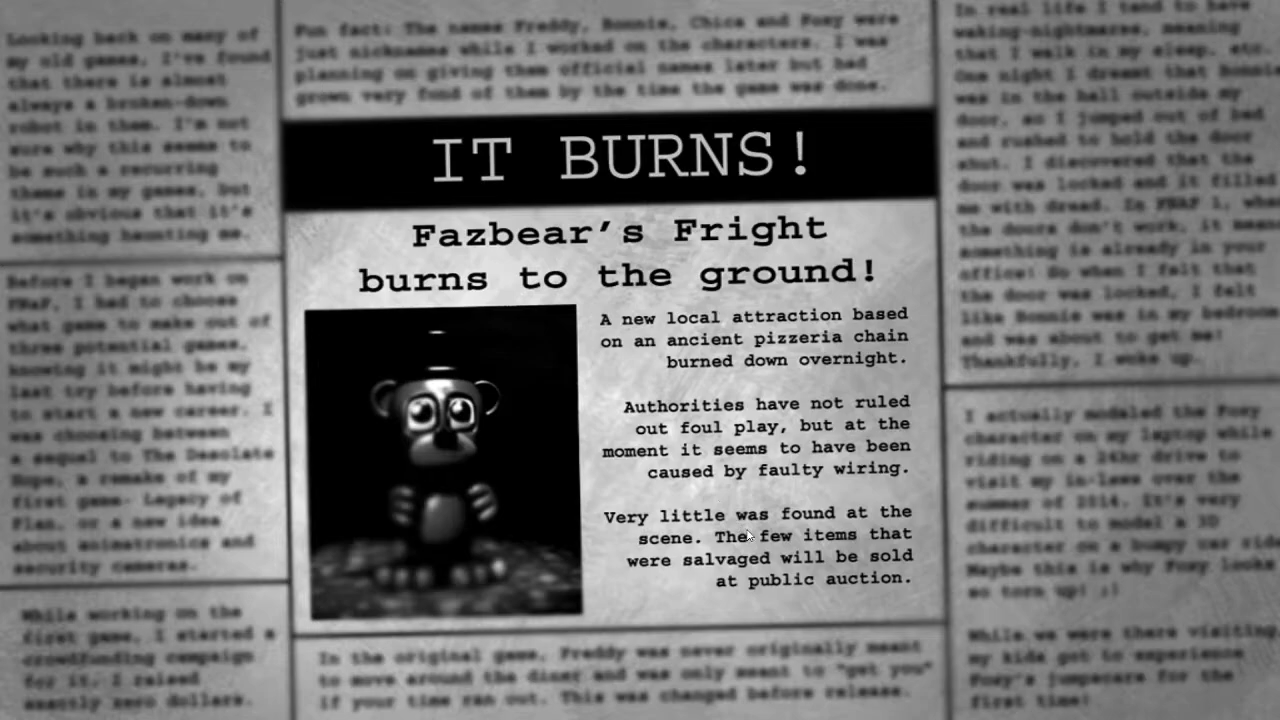 Looking back on many of
my old games, I've found
that there is almost
always a broken-down
robot in them. I'm not
sure why this seems to
be such a recurring
theme in my games, but
it's obvious that it's
something haunting me.
Before I began work on
FNaF, I had to choose
what game to make out of
three potential games,
knowing it might be my
last try before having
to start a new career. I
was choosing between
a sequel to The Desolate
Hope, a remake of my
first game- Legacy of
Flan, or a new idea
about animatronics and
security cameras.
While working on the
first game, I started a
crowdfunding campaign
for it. I raised
exactly zero dollars.
Fun fact: The names Freddy, Bonnie, Chica and Foxy were
just nicknames while I worked on the characters. I was
planning on giving them official names later but had
grown very fond of them by the time the game was done.
IT BURNS!
Fazbear's Fright
burns to the ground!
A new local attraction based
on an ancient pizzeria chain
burned down overnight.
Authorities have not ruled
out foul play, but at the
moment it seems to have been
caused by faulty wiring.
Very little was found at the
scene. The few items that
were salvaged will be sold
at public auction.
In the original game, Freddy was never originally meant
to move around the diner and was only meant to "get you"
if your time ran out. This was changed before release.
In real life I tend to have
waking-nightmares, meaning
that I walk in my sleep, etc.
One night I dreamt that Bonnie
was in the hall outside my
door, so I jumped out of bed
and rushed to hold the door
shut. I discovered that the
door was locked and it filled
me with dread. In FNAF 1, when
the doors don't work, it means
something is already in your
office! So when I felt that
the door was locked, I felt
like Bonnie was in my bedroom
and was about to get me!
Thankfully, I woke up.
I actually modeled the Foxy
character on my laptop while
riding on a 24hr drive to
visit my in-laws over the
summer of 2014. It's very
difficult to model a 3D
character on a bumpy car ride
Maybe this is why Foxy looks
so torn up! ;)
While we were there visiting,
my kids got to experience
Foxy's jumpscare for the
first time!